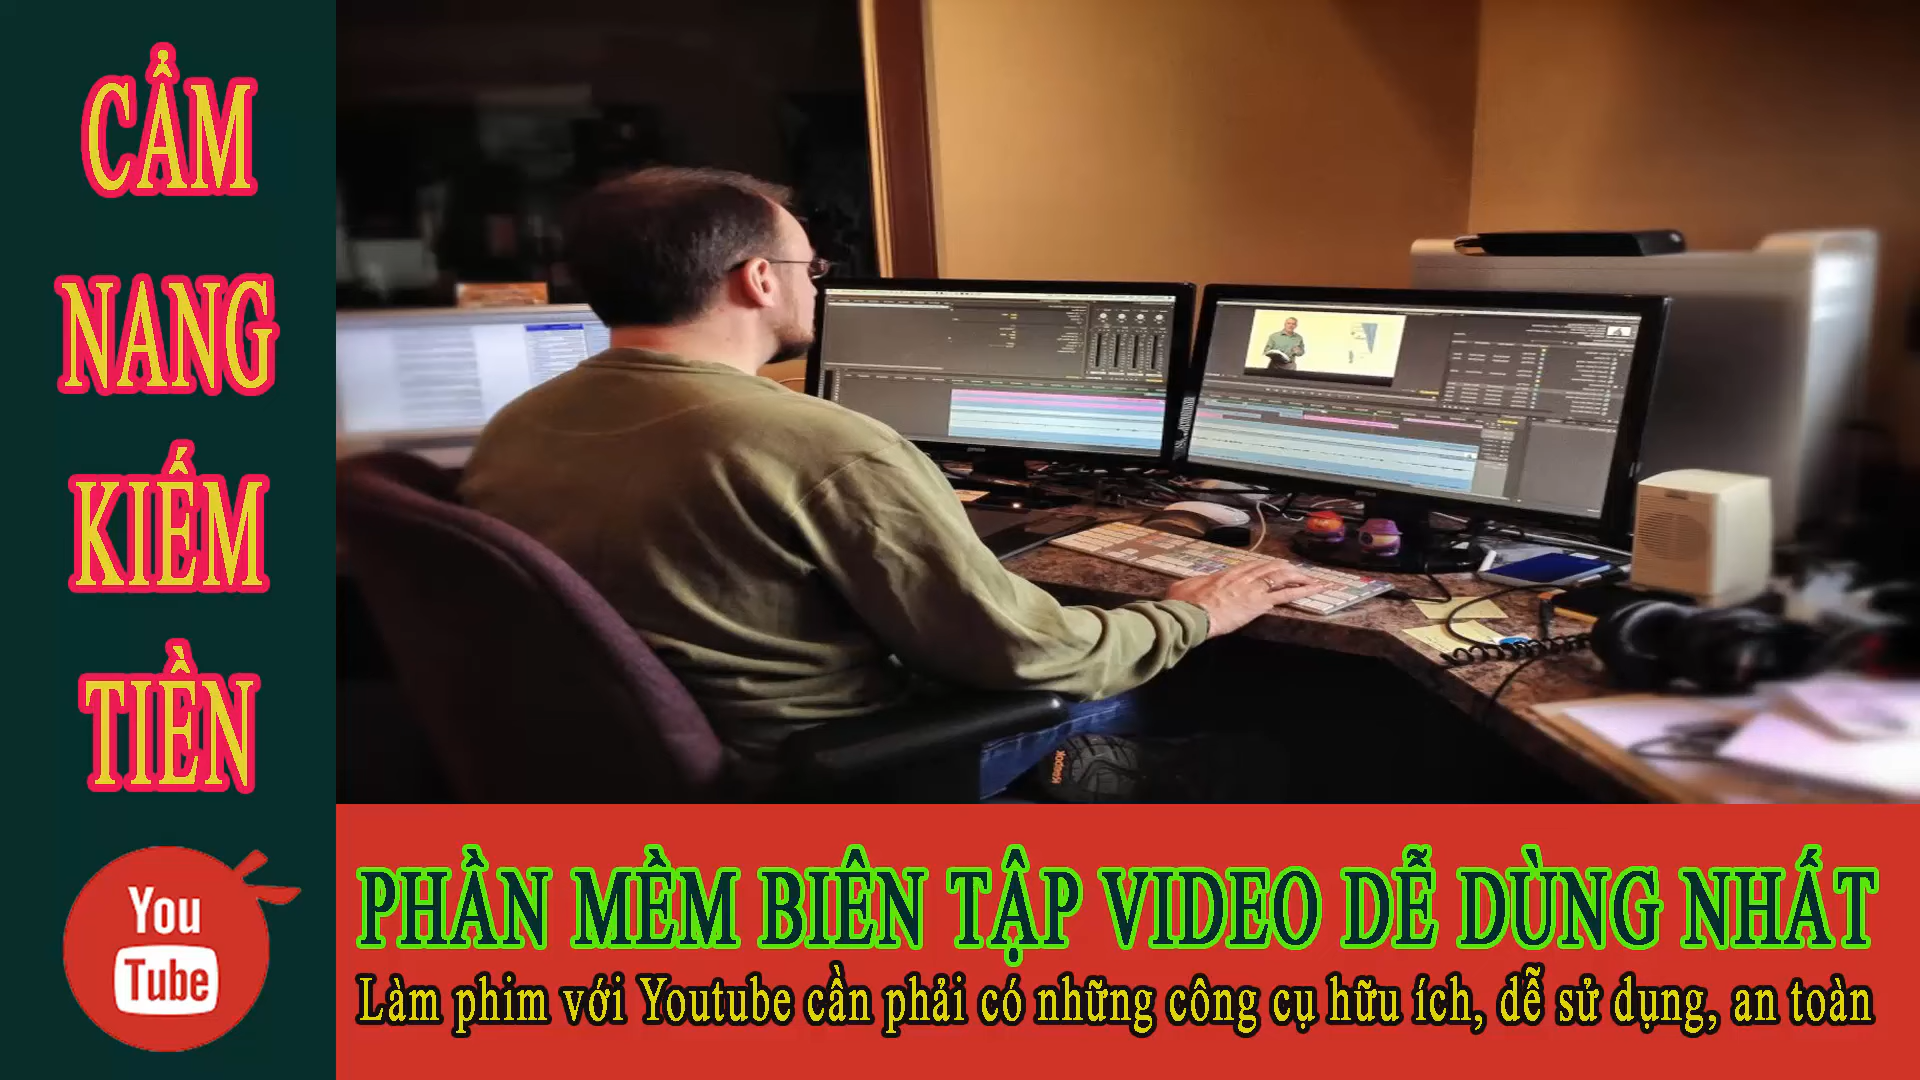 CẨM
NANG
KIẾM
TIỀN
You
Tube
PHẦN MỀM BIÊN TẬP VIDEO DỄ DÙNG NHẤT
Làm phim với Youtube cần phải có những công cụ hữu ích, dễ sử dụng, an toàn